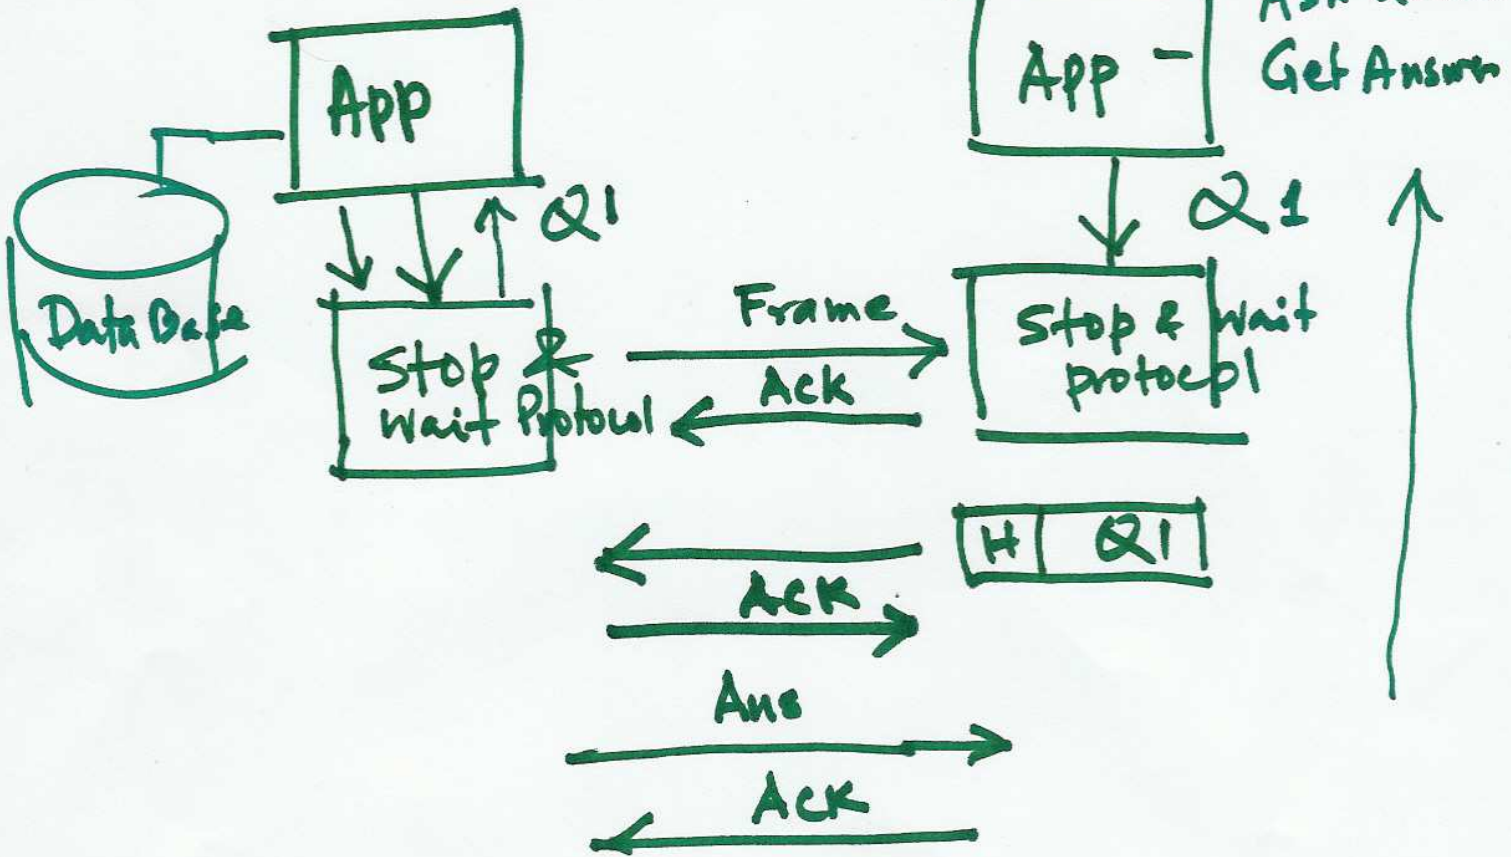 App
App -
Get Answer
Q1
Q1
Data Base
Stop &
wait Protocol
Frame
Ack
Stop & wait
protocpl
H Q1
ACK
Ans
ACK